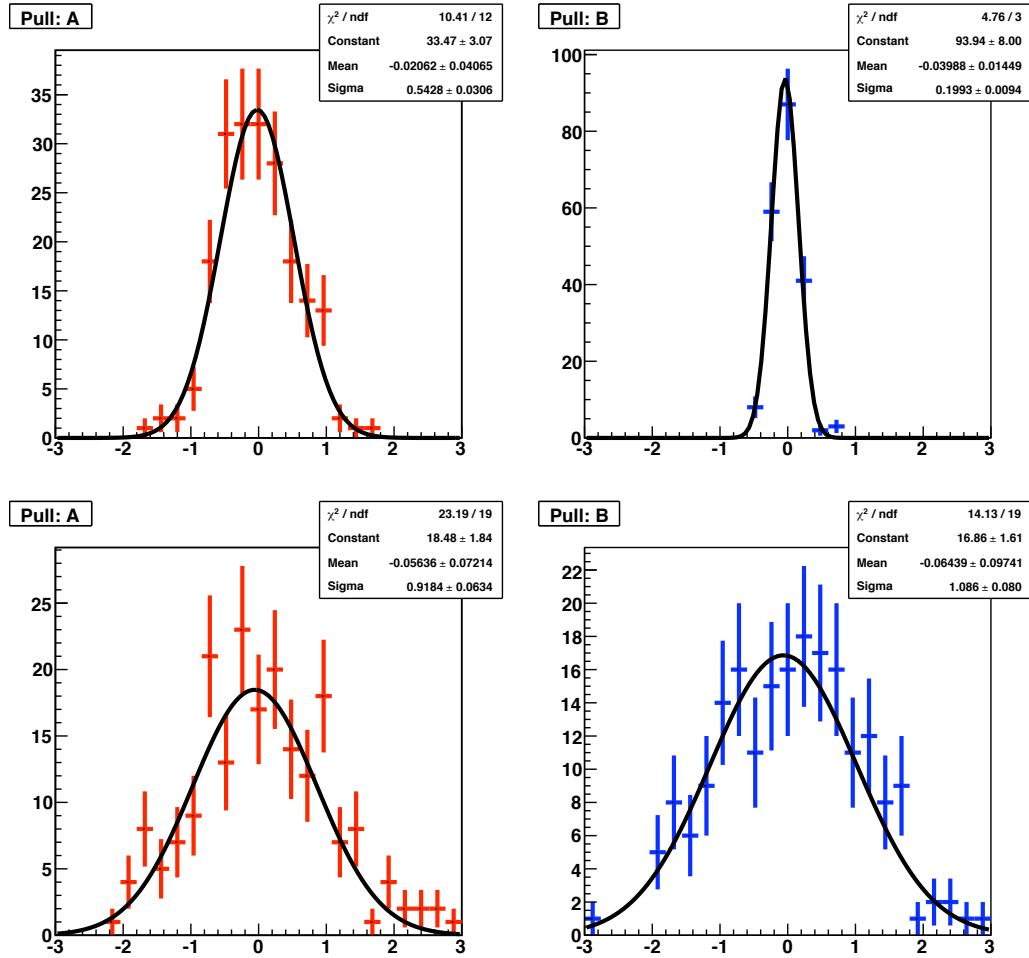 Pull: A
χ² / ndf 10.41 / 12
Constant 33.47 ± 3.07
Mean -0.02062 ± 0.04065
Sigma 0.5428 ± 0.0306
35
30
25
20
15
10
5
0
-3 -2 -1 0 1 2 3
Pull: B
χ² / ndf 4.76 / 3
Constant 93.94 ± 8.00
Mean -0.03988 ± 0.01449
Sigma 0.1993 ± 0.0094
100
80
60
40
20
0
-3 -2 -1 0 1 2 3
Pull: A
χ² / ndf 23.19 / 19
Constant 18.48 ± 1.84
Mean -0.05636 ± 0.07214
Sigma 0.9184 ± 0.0634
25
20
15
10
5
0
-3 -2 -1 0 1 2 3
Pull: B
χ² / ndf 14.13 / 19
Constant 16.86 ± 1.61
Mean -0.06439 ± 0.09741
Sigma 1.086 ± 0.080
22
20
18
16
14
12
10
8
6
4
2
0
-3 -2 -1 0 1 2 3